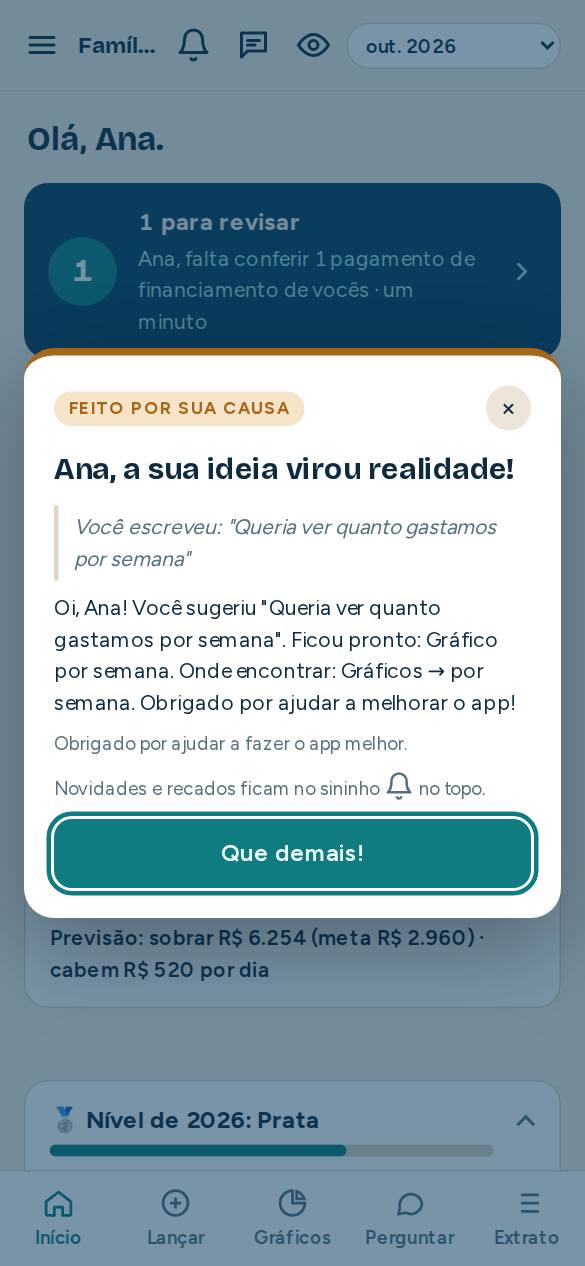 Famíl...
out. 2026
Olá, Ana.
1
1 para revisar
Ana, falta conferir 1 pagamento de
financiamento de vocês · um
minuto
FEITO POR SUA CAUSA
×
Ana, a sua ideia virou realidade!
Você escreveu: "Queria ver quanto gastamos
por semana"
Oi, Ana! Você sugeriu "Queria ver quanto
gastamos por semana". Ficou pronto: Gráfico
por semana. Onde encontrar: Gráficos → por
semana. Obrigado por ajudar a melhorar o app!
Obrigado por ajudar a fazer o app melhor.
Novidades e recados ficam no sininho no topo.
Que demais!
Previsão: sobrar R$ 6.254 (meta R$ 2.960) ·
cabem R$ 520 por dia
Nível de 2026: Prata
Início
Lançar
Gráficos
Perguntar
Extrato